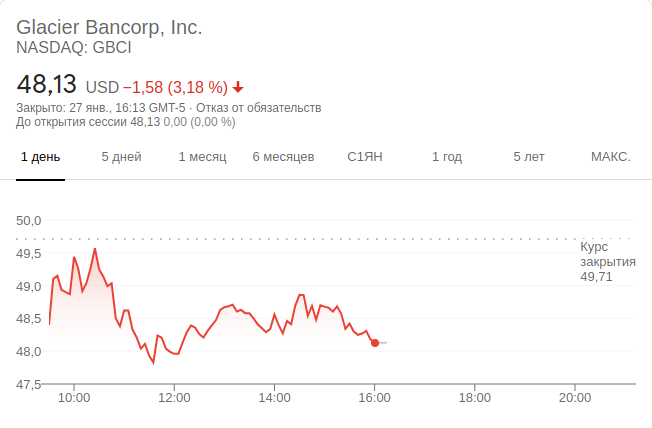 Glacier Bancorp, Inc.
NASDAQ: GBCI
48,13 USD −1,58 (3,18 %)
Закрыто: 27 янв., 16:13 GMT-5 · Отказ от обязательств
До открытия сессии 48,13 0,00 (0,00 %)
1 день 5 дней 1 месяц 6 месяцев С1ЯН 1 год 5 лет МАКС.
50,0
Курс
49,5
закрытия
49,71
49,0
48,5
48,0
47,5
10:00 12:00 14:00 16:00 18:00 20:00